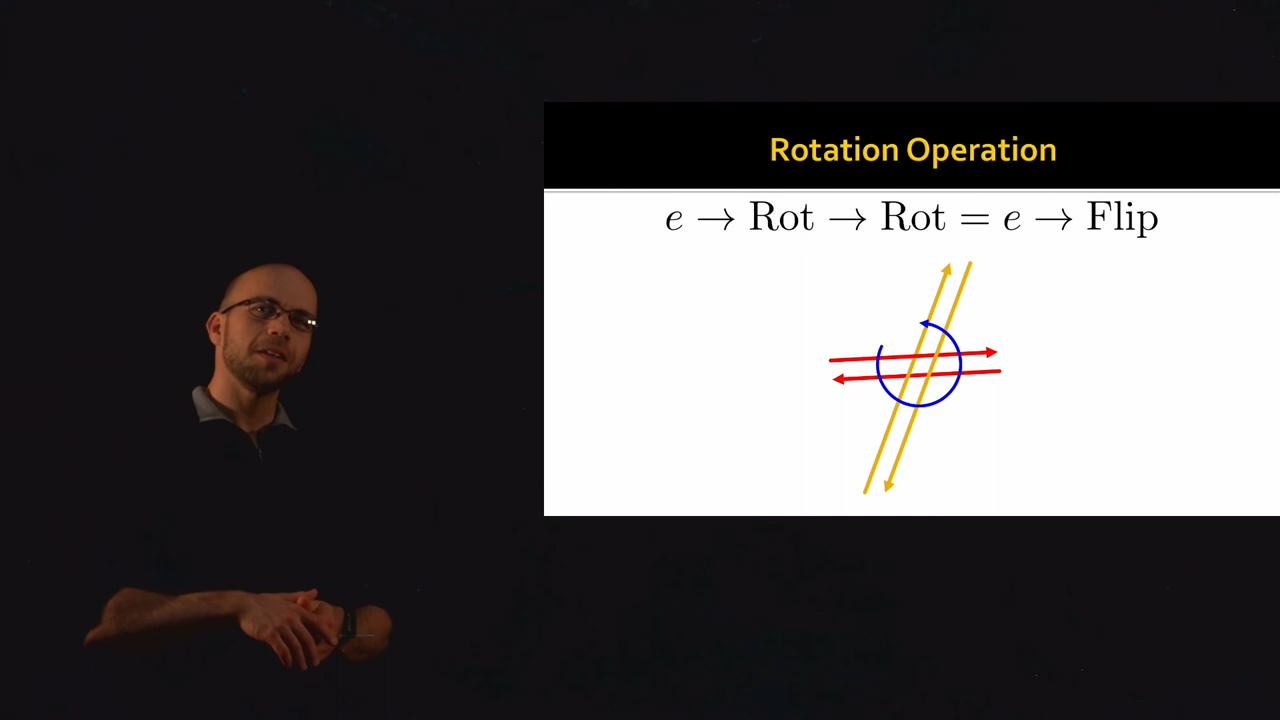 Rotation Operation
e → Rot → Rot = e → Flip